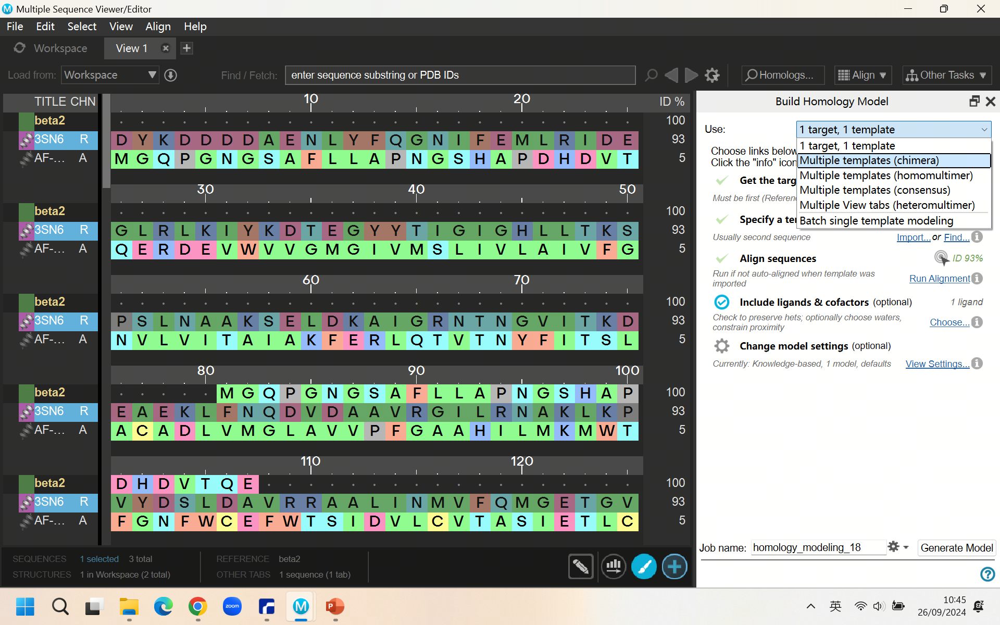 Multiple Sequence Viewer/Editor
File Edit Select View Align Help
Workspace View 1
Load from: Workspace Find / Fetch: enter sequence substring or PDB IDs Homologs... Align Other Tasks
TITLE CHN 10 20 ID %
beta2 100
3SN6 R D Y K D D D D A E N L Y F Q G N I F E M L R I D E 93
AF-... A M G Q P G N G S A F L L A P N G S H A P D H D V T 5
30 40 50
beta2 100
3SN6 R G L R L K I Y K D T E G Y Y T I G I G H L L T K S 93
AF-... A Q E R D E V W V V G M G I V M S L I V L A I V F G 5
60 70
beta2 100
3SN6 R P S L N A A K S E L D K A I G R N T N G V I T K D 93
AF-... A N V L V I T A I A K F E R L Q T V T N Y F I T S L 5
80 90 100
beta2 M G Q P G N G S A F L L A P N G S H A P 100
3SN6 R E A E K L F N Q D V D A A V R G I L R N A K L K P 93
AF-... A A C A D L V M G L A V V P F G A A H I L M K M W T 5
110 120
beta2 D H D V T Q E 100
3SN6 R V Y D S L D A V R R A A L I N M V F Q M G E T G V 93
AF-... A F G N F W C E F W T S I D V L C V T A S I E T L C 5
SEQUENCES 1 selected 3 total REFERENCE beta2
STRUCTURES 1 in Workspace (2 total) OTHER TABS 1 sequence (1 tab)
Build Homology Model
Use: 1 target, 1 template
1 target, 1 template
Multiple templates (chimera)
Multiple templates (homomultimer)
Multiple templates (consensus)
Multiple View tabs (heteromultimer)
Batch single template modeling
Choose links below
Click the "info" icon
Get the targ
Must be first (Referen
Specify a te
Usually second sequence Import... or Find...
Align sequences ID 93%
Run if not auto-aligned when template was
imported Run Alignment
Include ligands & cofactors (optional) 1 ligand
Check to preserve hets; optionally choose waters,
constrain proximity Choose...
Change model settings (optional)
Currently: Knowledge-based, 1 model, defaults View Settings...
Job name: homology_modeling_18 Generate Model
zoom
英
10:45
26/09/2024